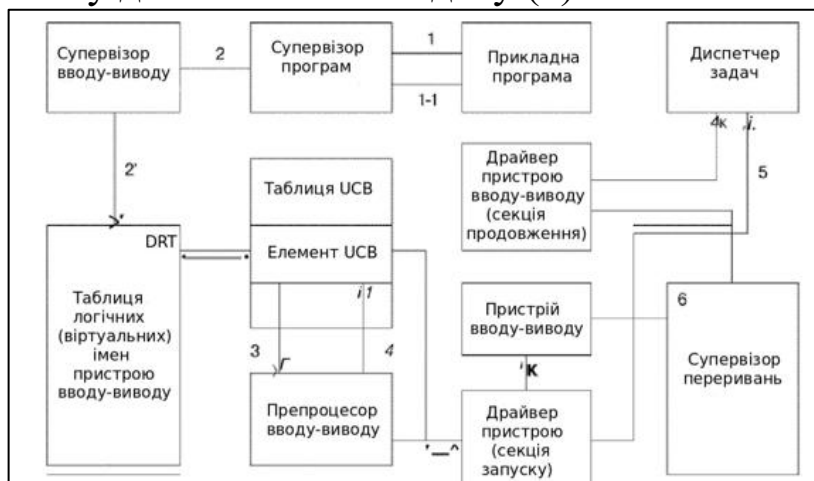 Супервізор
вводу-виводу
2
Супервізор
програм
1
1-1
Прикладна
програма
Диспетчер
задач
4к
і.
5
2'
Таблиця UCB
Драйвер
пристрою
вводу-виводу
(секція
продовження)
DRT
Елемент UCB
Таблиця
логічних
(віртуальних)
імен
пристрою
вводу-виводу
і 1
3
Г
4
Пристрій
вводу-виводу
6
Супервізор
переривань
К
Препроцесор
вводу-виводу
Драйвер
пристрою
(секція
запуску)